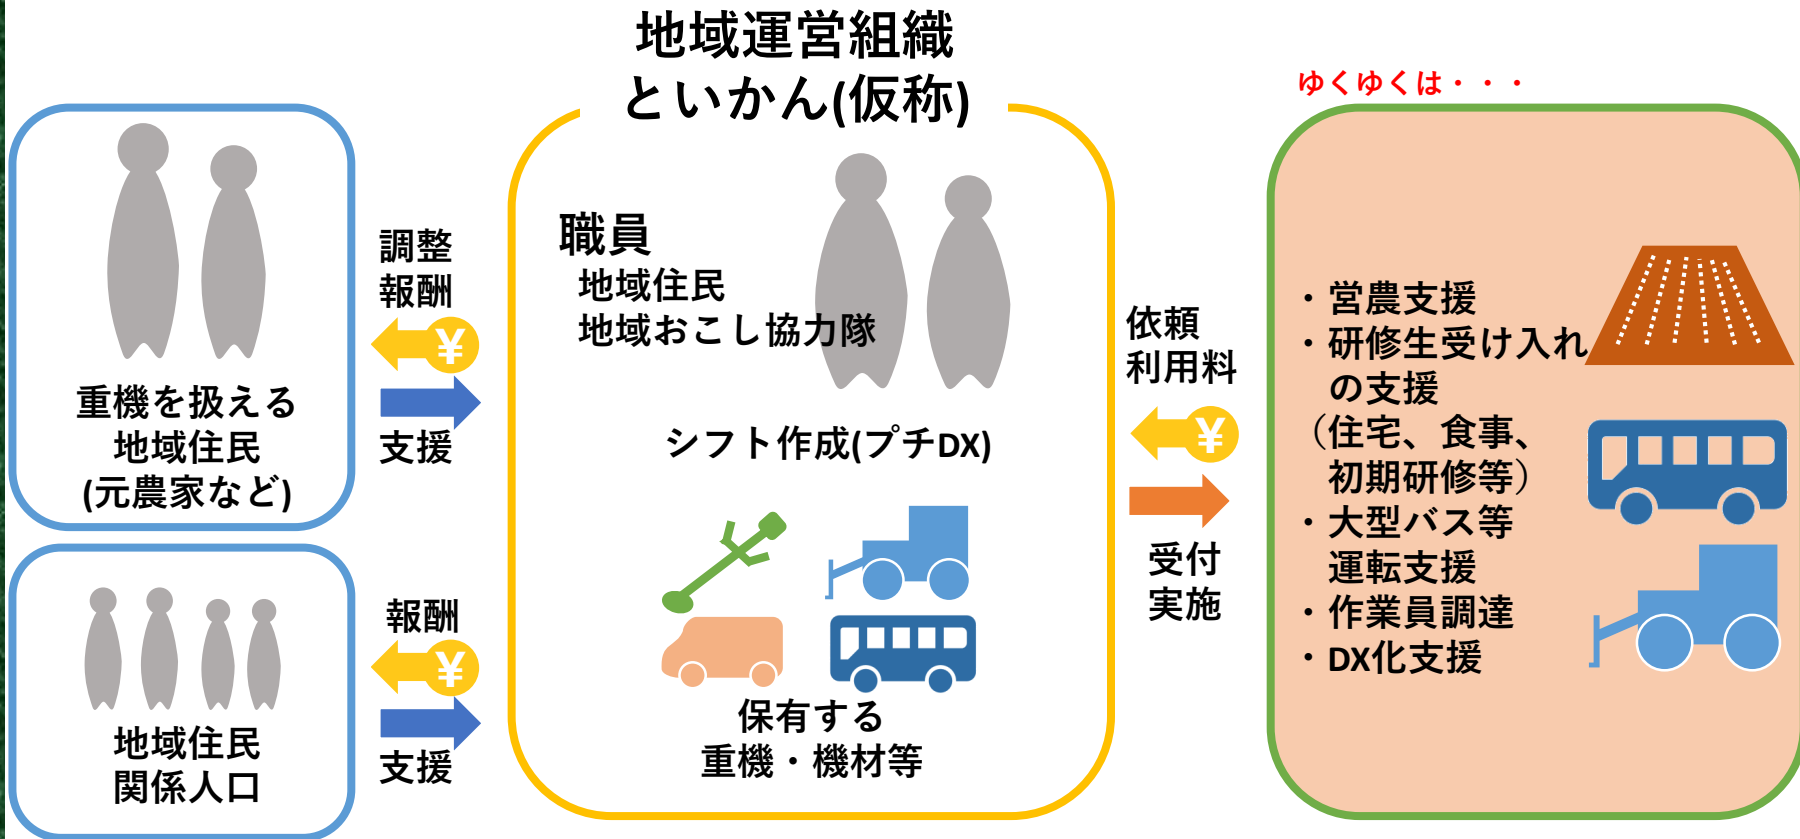 地域運営組織
といかん(仮称)
ゆくゆくは・・・
重機を扱える
地域住民
(元農家など)
調整
報酬
¥
支援
地域住民
関係人口
報酬
¥
支援
職員
地域住民
地域おこし協力隊
シフト作成(プチDX)
保有する
重機・機材等
依頼
利用料
¥
受付
実施
・営農支援
・研修生受け入れ
の支援
（住宅、食事、
初期研修等）
・大型バス等
運転支援
・作業員調達
・DX化支援